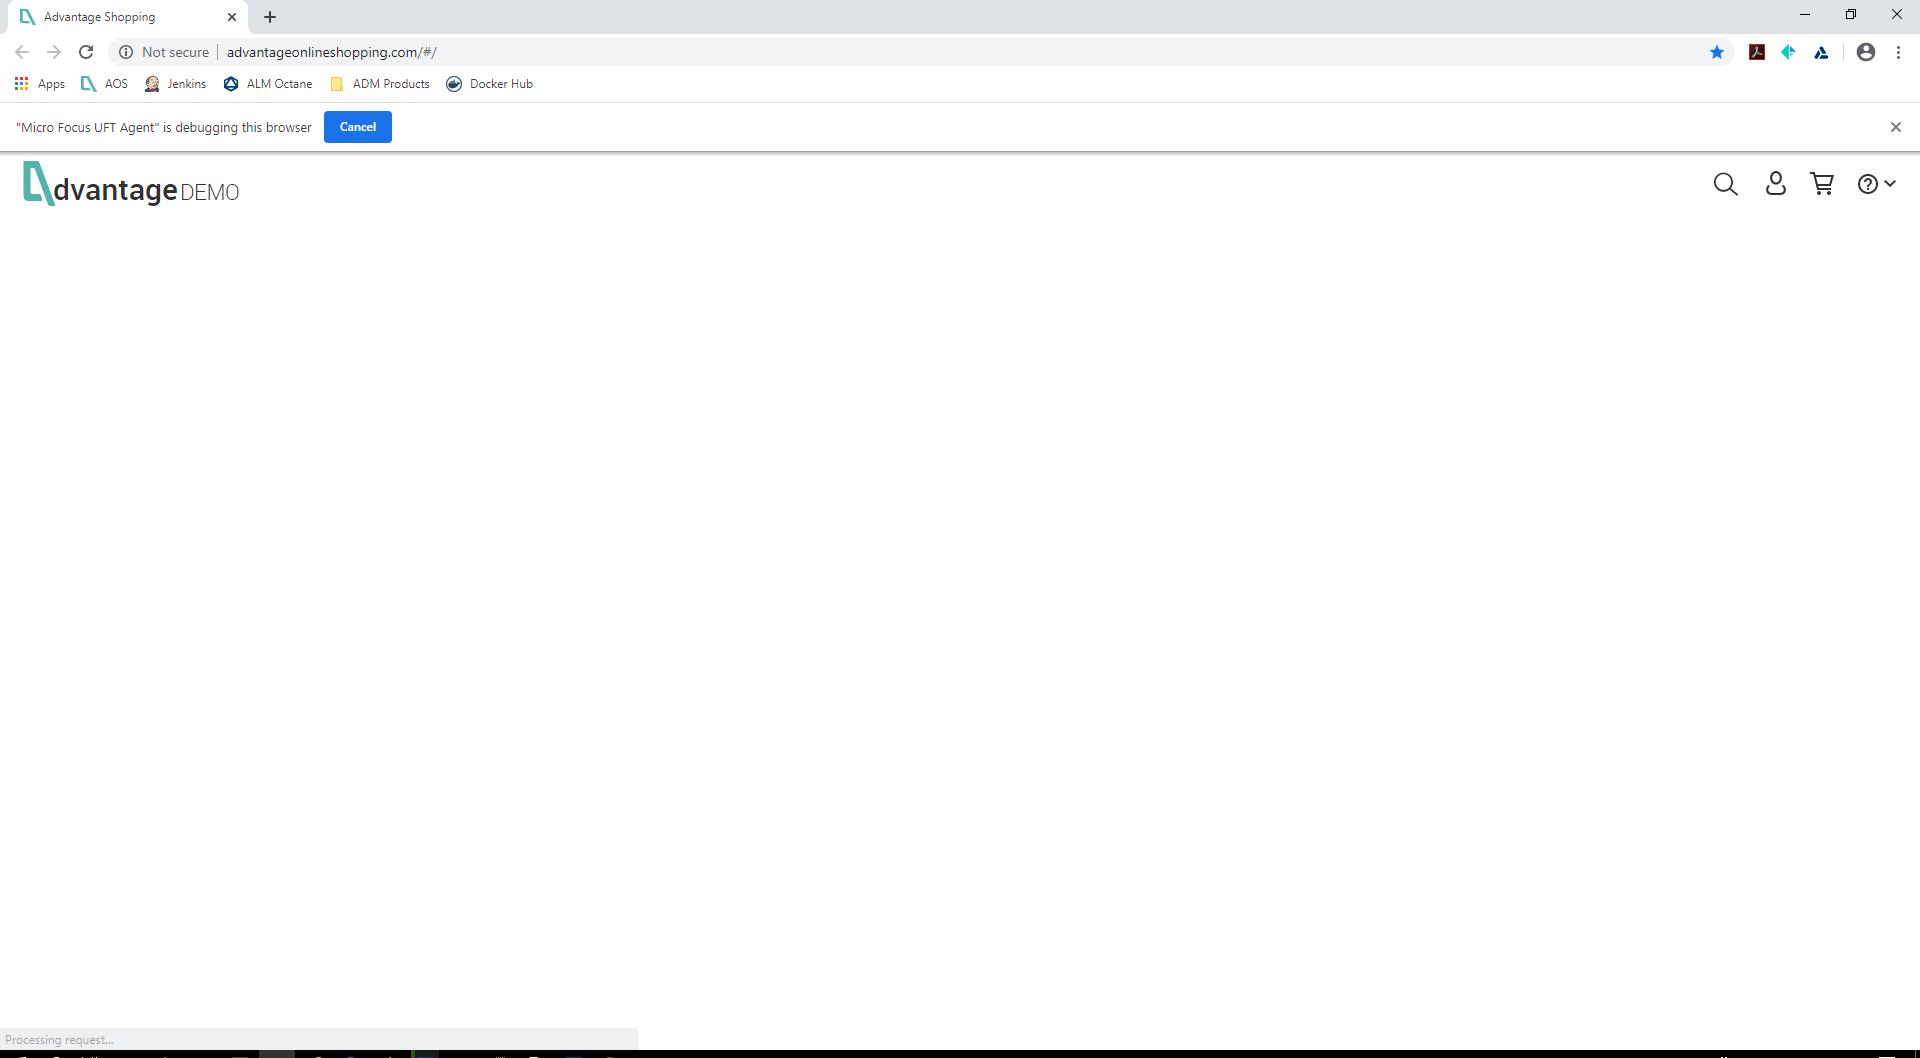 Advantage Shopping
Not secure advantageonlineshopping.com/#/
Apps AOS Jenkins ALM Octane ADM Products Docker Hub
"Micro Focus UFT Agent" is debugging this browser Cancel
dvantage DEMO
Processing request...